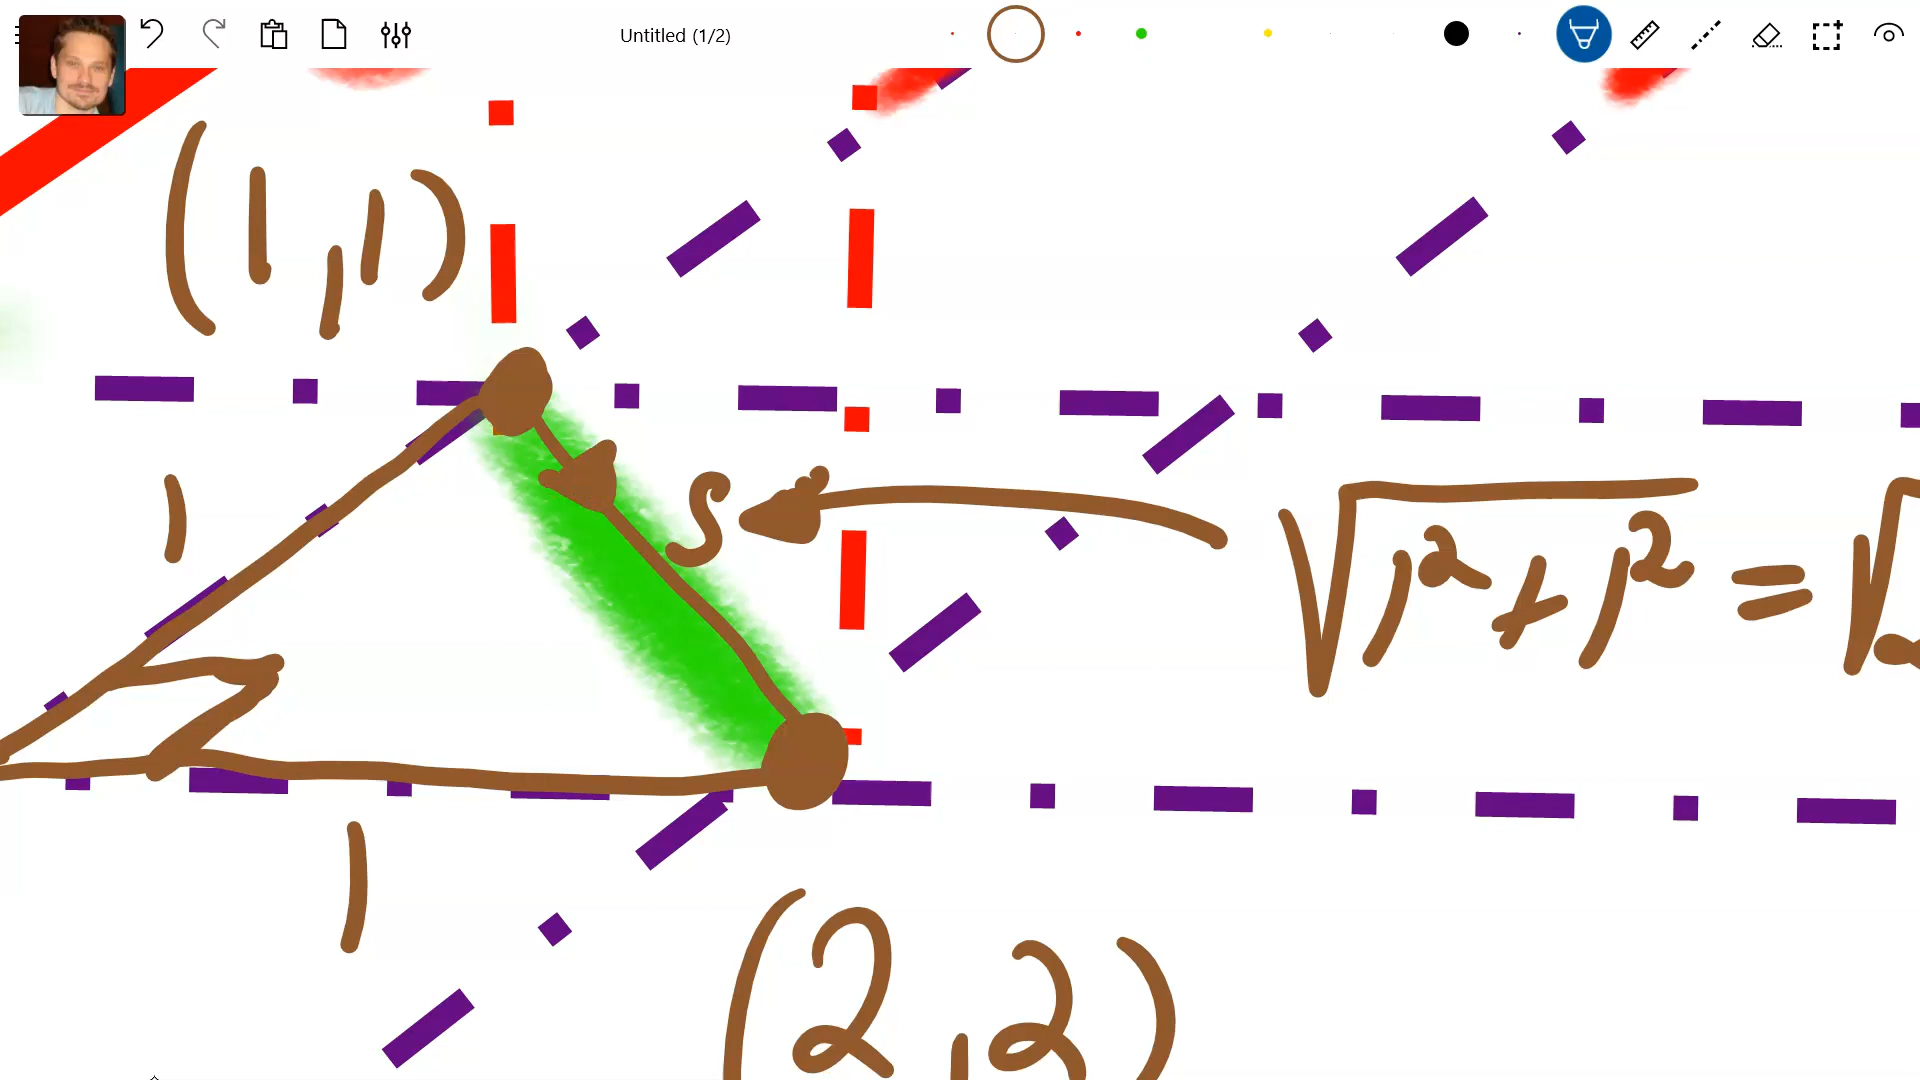 Untitled (1/2)
(1,1)
1
S
√1²+1² = √2
1
(2,2)